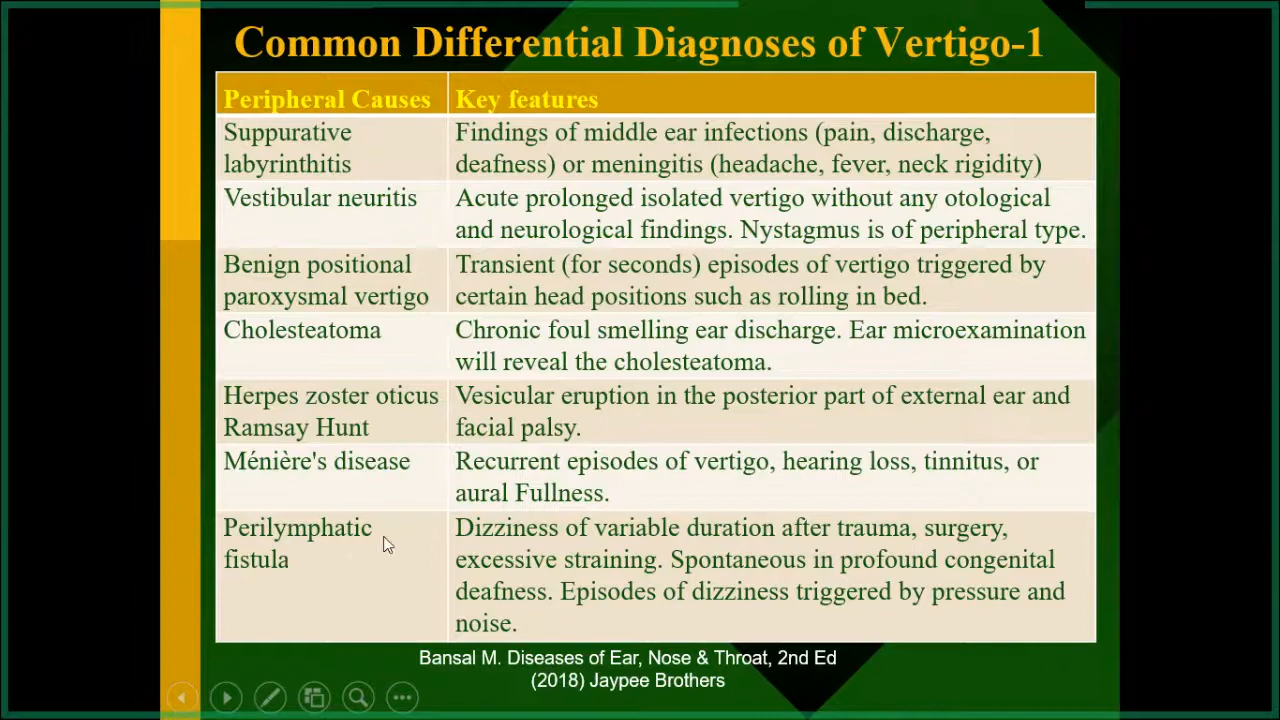 Common Differential Diagnoses of Vertigo-1
Peripheral Causes
Key features
Suppurative
labyrinthitis
Findings of middle ear infections (pain, discharge,
deafness) or meningitis (headache, fever, neck rigidity)
Vestibular neuritis
Acute prolonged isolated vertigo without any otological
and neurological findings. Nystagmus is of peripheral type.
Benign positional
paroxysmal vertigo
Transient (for seconds) episodes of vertigo triggered by
certain head positions such as rolling in bed.
Cholesteatoma
Chronic foul smelling ear discharge. Ear microexamination
will reveal the cholesteatoma.
Herpes zoster oticus
Ramsay Hunt
Vesicular eruption in the posterior part of external ear and
facial palsy.
Ménière's disease
Recurrent episodes of vertigo, hearing loss, tinnitus, or
aural Fullness.
Perilymphatic
fistula
Dizziness of variable duration after trauma, surgery,
excessive straining. Spontaneous in profound congenital
deafness. Episodes of dizziness triggered by pressure and
noise.
Bansal M. Diseases of Ear, Nose & Throat, 2nd Ed
(2018) Jaypee Brothers